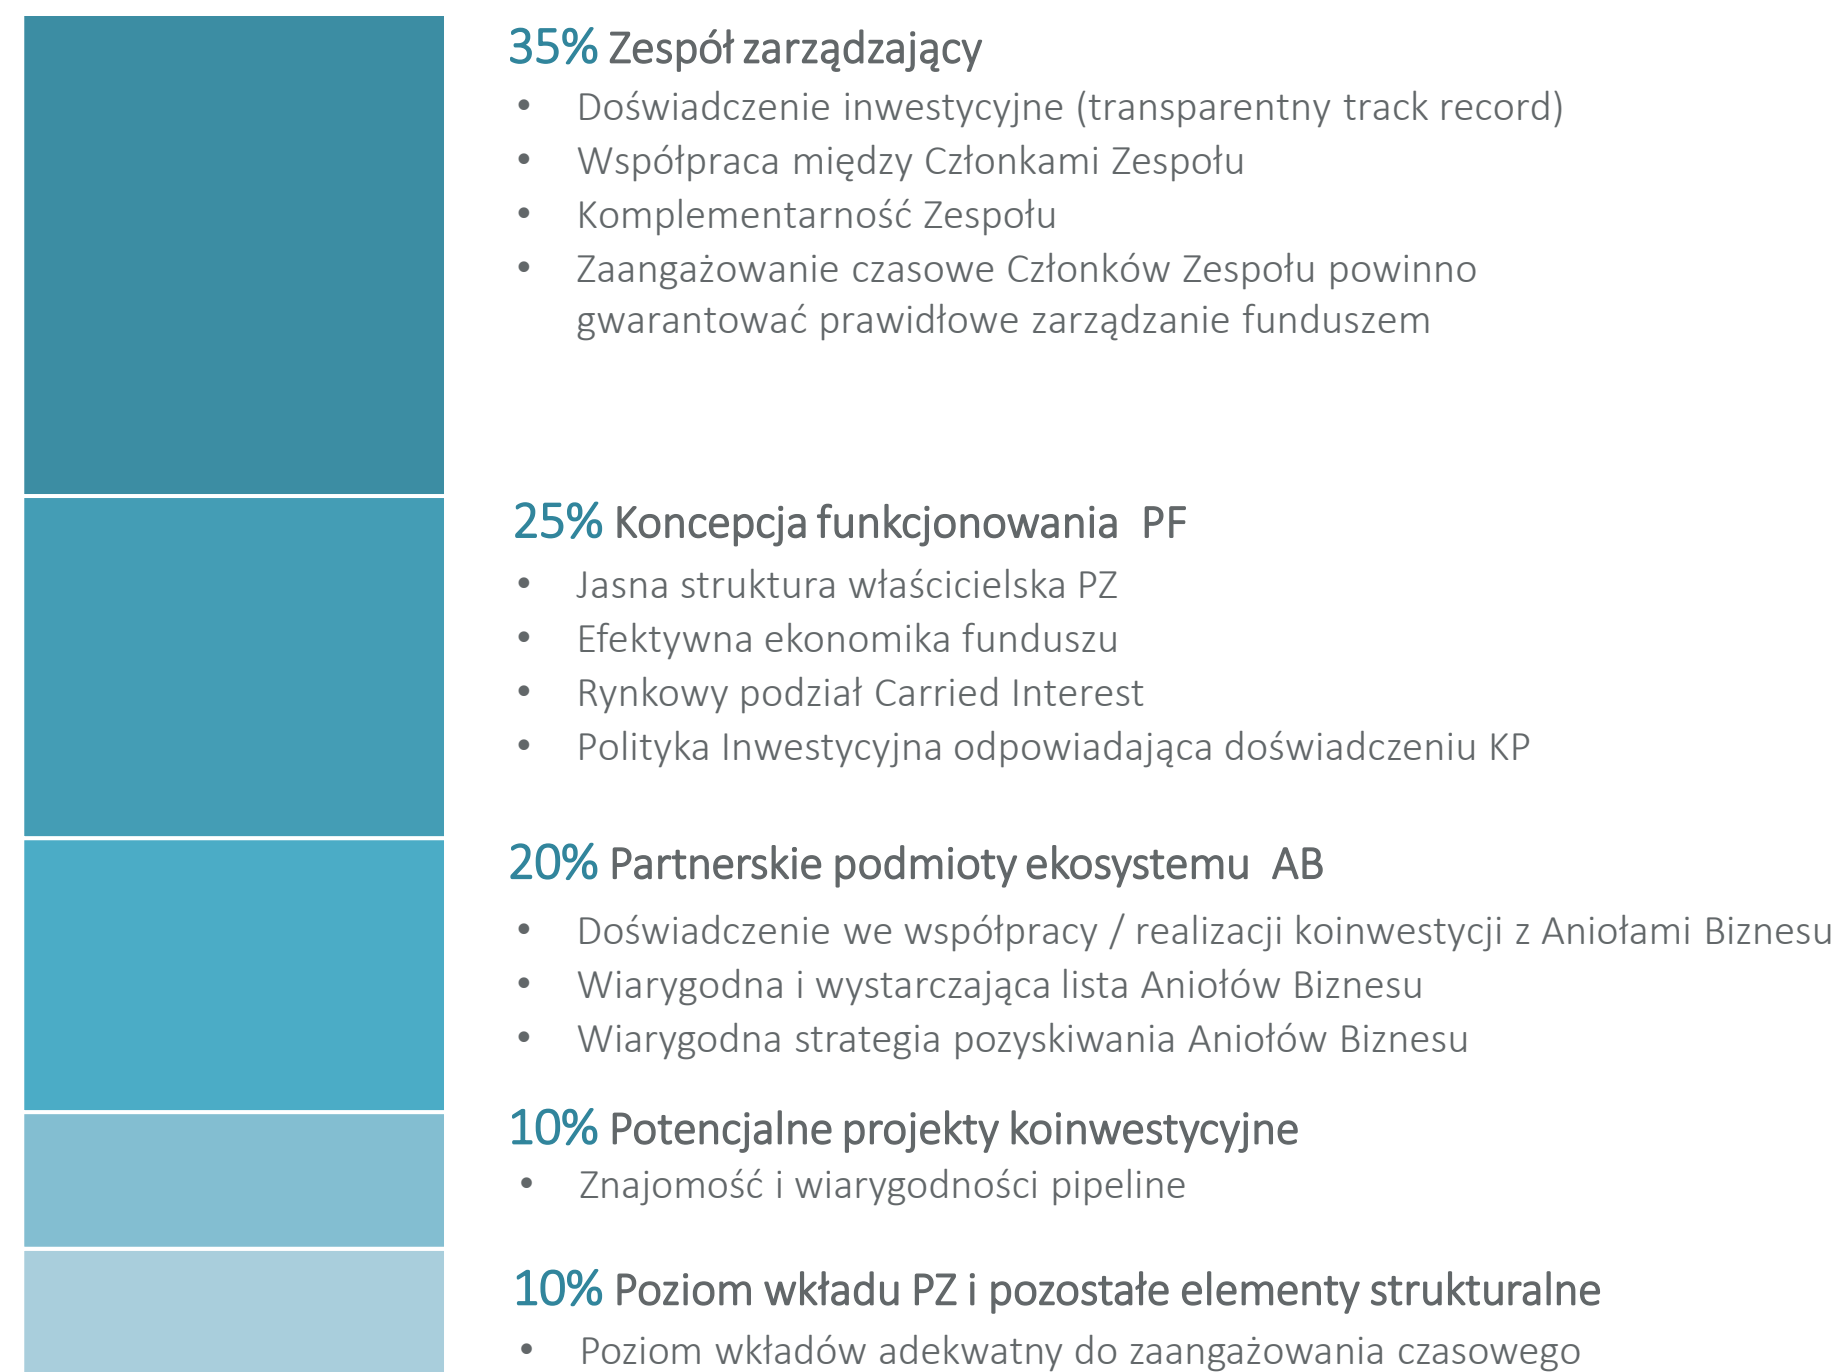 35% Zespół zarządzający
• Doświadczenie inwestycyjne (transparentny track record)
• Współpraca między Członkami Zespołu
• Komplementarność Zespołu
• Zaangażowanie czasowe Członków Zespołu powinno
gwarantować prawidłowe zarządzanie funduszem
25% Koncepcja funkcjonowania PF
• Jasna struktura właścicielska PZ
• Efektywna ekonomika funduszu
• Rynkowy podział Carried Interest
• Polityka Inwestycyjna odpowiadająca doświadczeniu KP
20% Partnerskie podmioty ekosystemu AB
• Doświadczenie we współpracy / realizacji koinwestycji z Aniołami Biznesu
• Wiarygodna i wystarczająca lista Aniołów Biznesu
• Wiarygodna strategia pozyskiwania Aniołów Biznesu
10% Potencjalne projekty koinwestycyjne
• Znajomość i wiarygodności pipeline
10% Poziom wkładu PZ i pozostałe elementy strukturalne
• Poziom wkładów adekwatny do zaangażowania czasowego